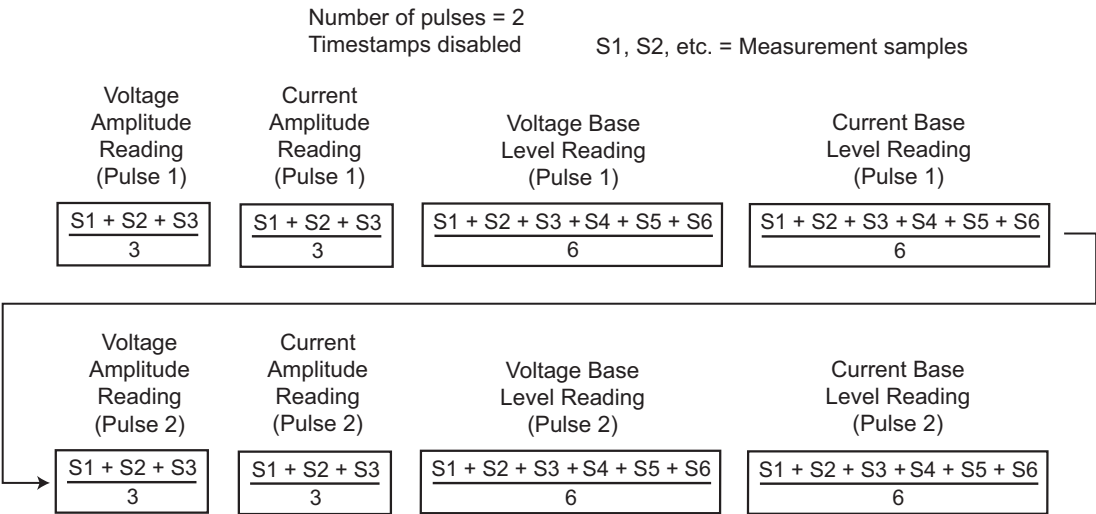 Number of pulses = 2
Timestamps disabled
S1, S2, etc. = Measurement samples
Voltage
Amplitude
Reading
(Pulse 1)
Current
Amplitude
Reading
(Pulse 1)
Voltage Base
Level Reading
(Pulse 1)
Current Base
Level Reading
(Pulse 1)
S1 + S2 + S3
3
S1 + S2 + S3
3
S1 + S2 + S3 +S4 + S5 + S6
6
S1 + S2 + S3 +S4 + S5 + S6
6
Voltage
Amplitude
Reading
(Pulse 2)
Current
Amplitude
Reading
(Pulse 2)
Voltage Base
Level Reading
(Pulse 2)
Current Base
Level Reading
(Pulse 2)
S1 + S2 + S3
3
S1 + S2 + S3
3
S1 + S2 + S3 +S4 + S5 + S6
6
S1 + S2 + S3 +S4 + S5 + S6
6